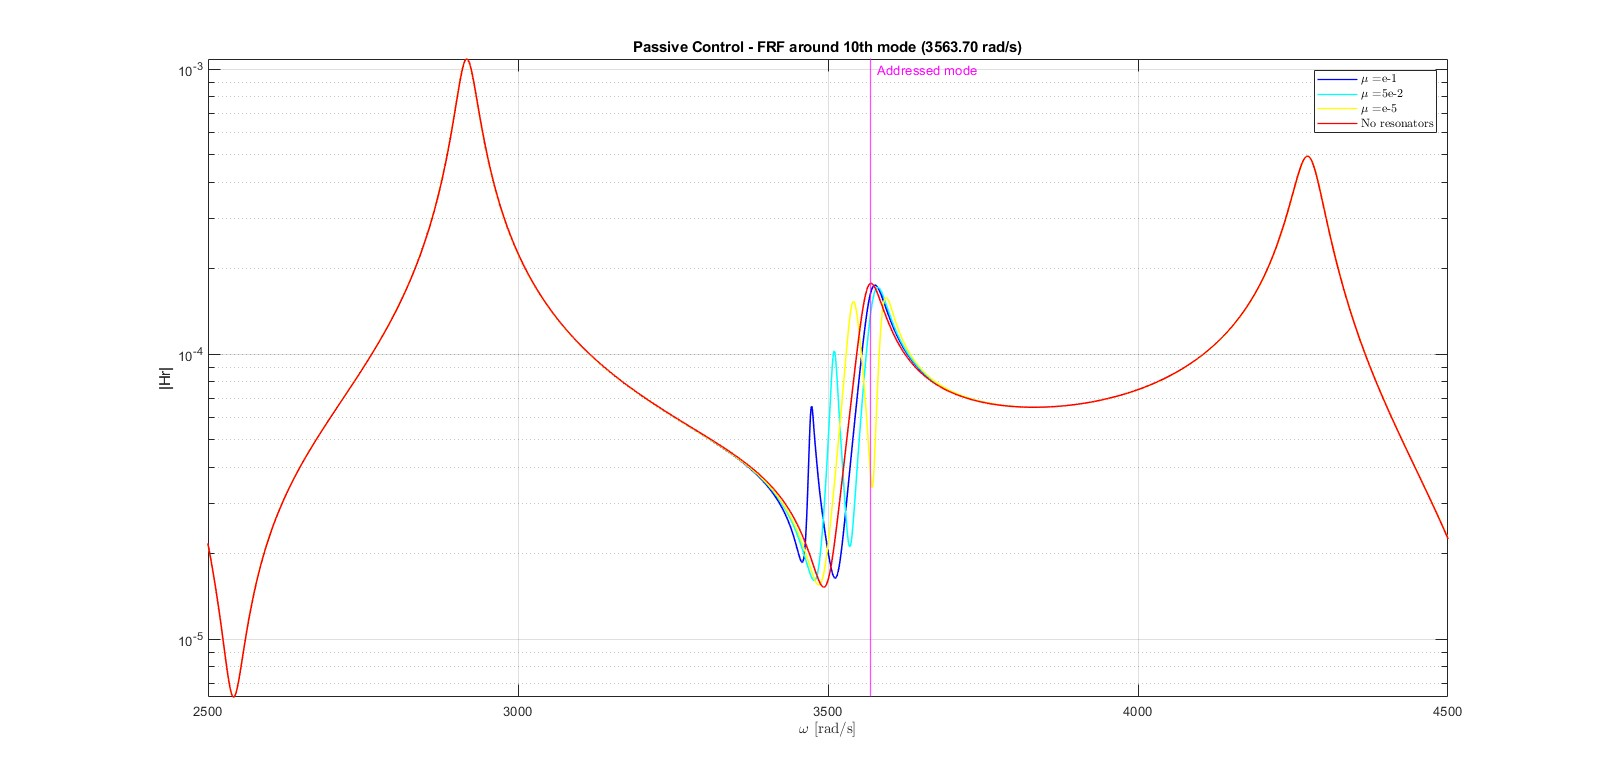 Passive Control - FRF around 10th mode (3563.70 rad/s)
Addressed mode
μ =e-1
μ =5e-2
μ =e-5
No resonators
10-3
10-4
10-5
|Hr|
2500 3000 3500 4000 4500
ω [rad/s]